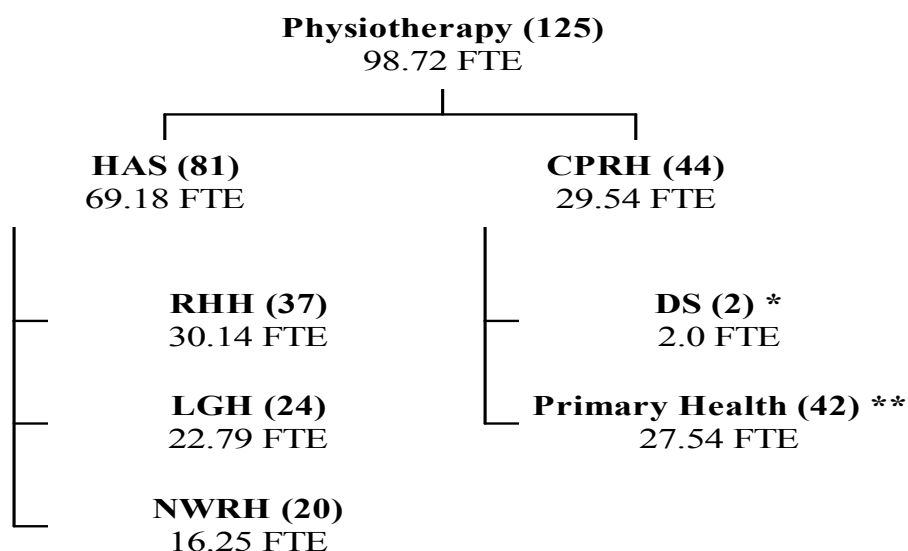 Physiotherapy (125)
98.72 FTE
HAS (81)
69.18 FTE
CPRH (44)
29.54 FTE
RHH (37)
30.14 FTE
DS (2) *
2.0 FTE
LGH (24)
22.79 FTE
Primary Health (42) **
27.54 FTE
NWRH (20)
16.25 FTE